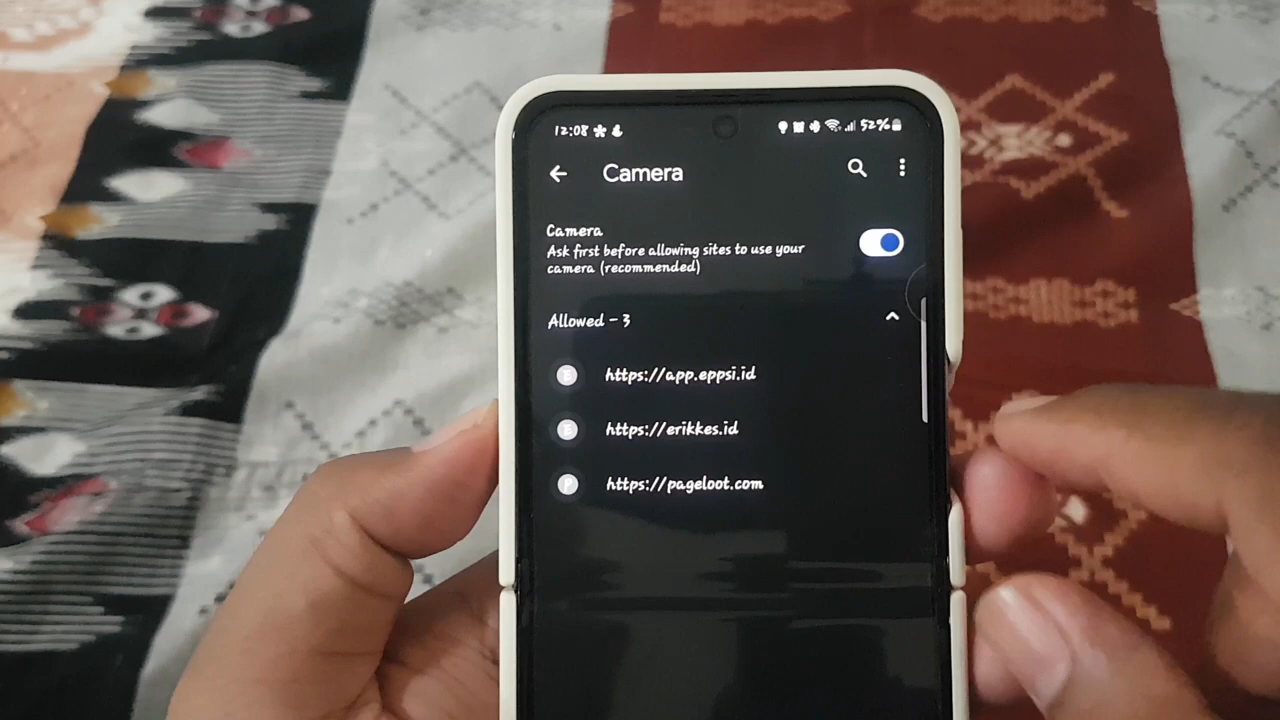 12:08 52%
Camera
Camera
Ask first before allowing sites to use your
camera (recommended)
Allowed – 3
E https://app.eppsi.id
E https://erikkes.id
P https://pageloot.com